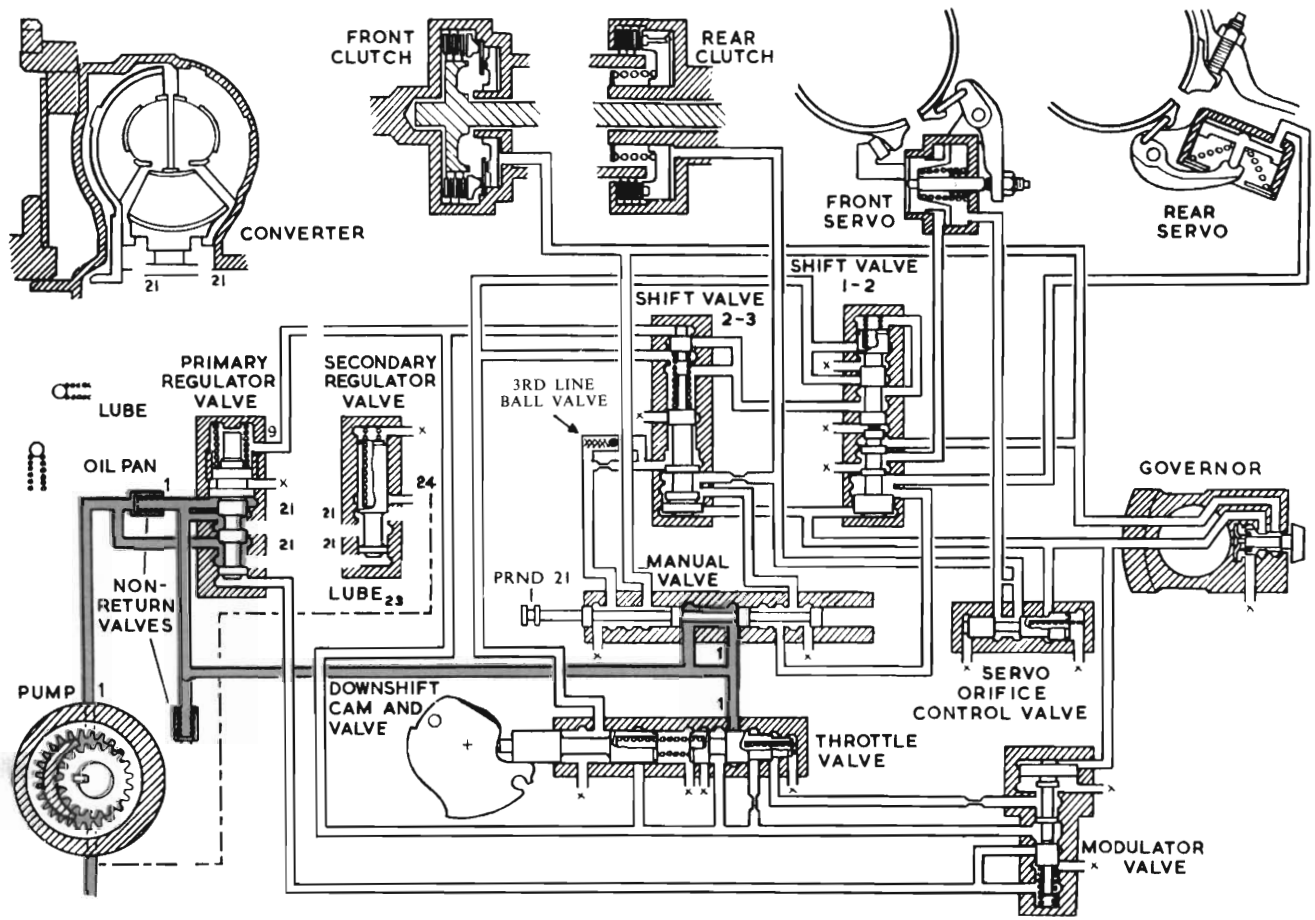 FRONT
CLUTCH
REAR
CLUTCH
FRONT
SERVO
REAR
SERVO
CONVERTER
21
21
SHIFT VALVE
1-2
SHIFT VALVE
2-3
PRIMARY
REGULATOR
VALVE
SECONDARY
REGULATOR
VALVE
3RD LINE
BALL VALVE
LUBE
9
x
x
x
x
x
x
x
OIL PAN
1
x
24
21
21
21
21
GOVERNOR
NON-
RETURN
VALVES
LUBE 23
PRND 21
MANUAL
VALVE
x
x
x
x
x
1
SERVO
ORIFICE
CONTROL VALVE
PUMP
1
DOWNSHIFT
CAM AND
VALVE
1
THROTTLE
VALVE
x
x
x
x
x
MODULATOR
VALVE
x